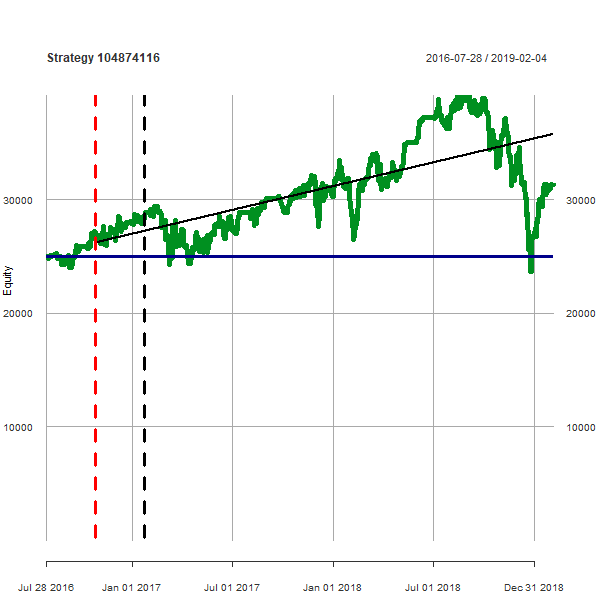 Strategy 104874116
2016-07-28 / 2019-02-04
30000
30000
Equity
20000
20000
10000
10000
Jul 28 2016
Jan 01 2017
Jul 01 2017
Jan 01 2018
Jul 01 2018
Dec 31 2018